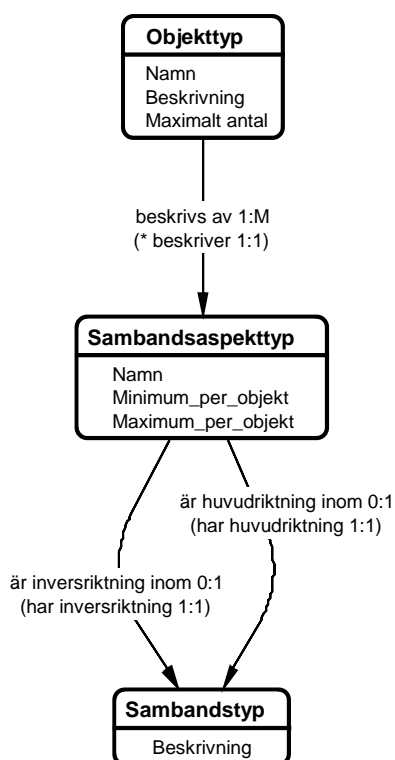 Objekttyp
Namn
Beskrivning
Maximalt antal
beskrivs av 1:M
(* beskriver 1:1)
Sambandsaspekttyp
Namn
Minimum_per_objekt
Maximum_per_objekt
är huvudriktning inom 0:1
(har huvudriktning 1:1)
är inversriktning inom 0:1
(har inversriktning 1:1)
Sambandstyp
Beskrivning